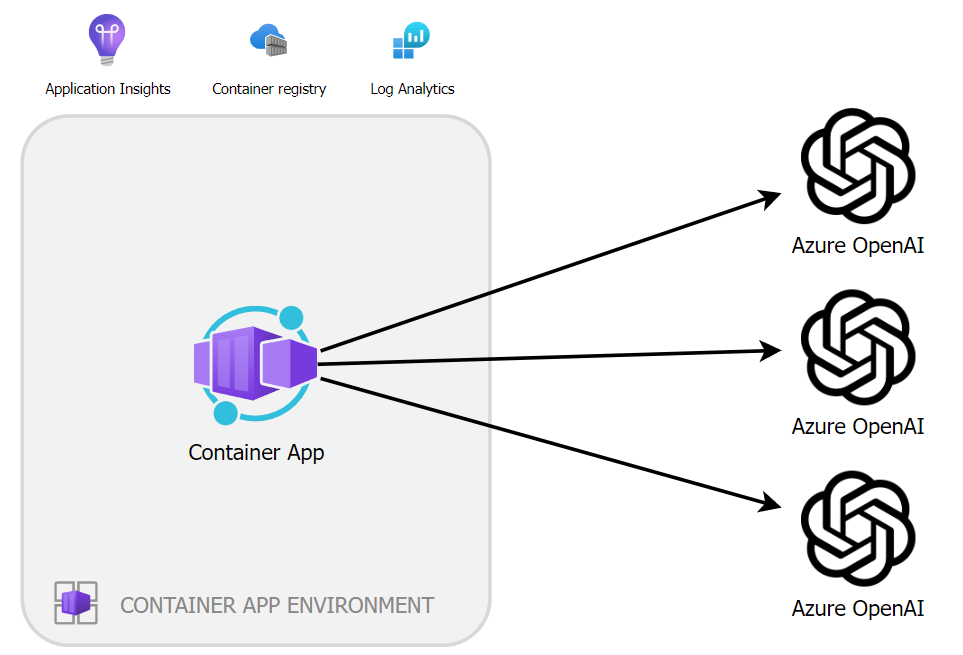 Application Insights
Container registry
Log Analytics
Azure OpenAI
Azure OpenAI
Container App
Azure OpenAI
CONTAINER APP ENVIRONMENT